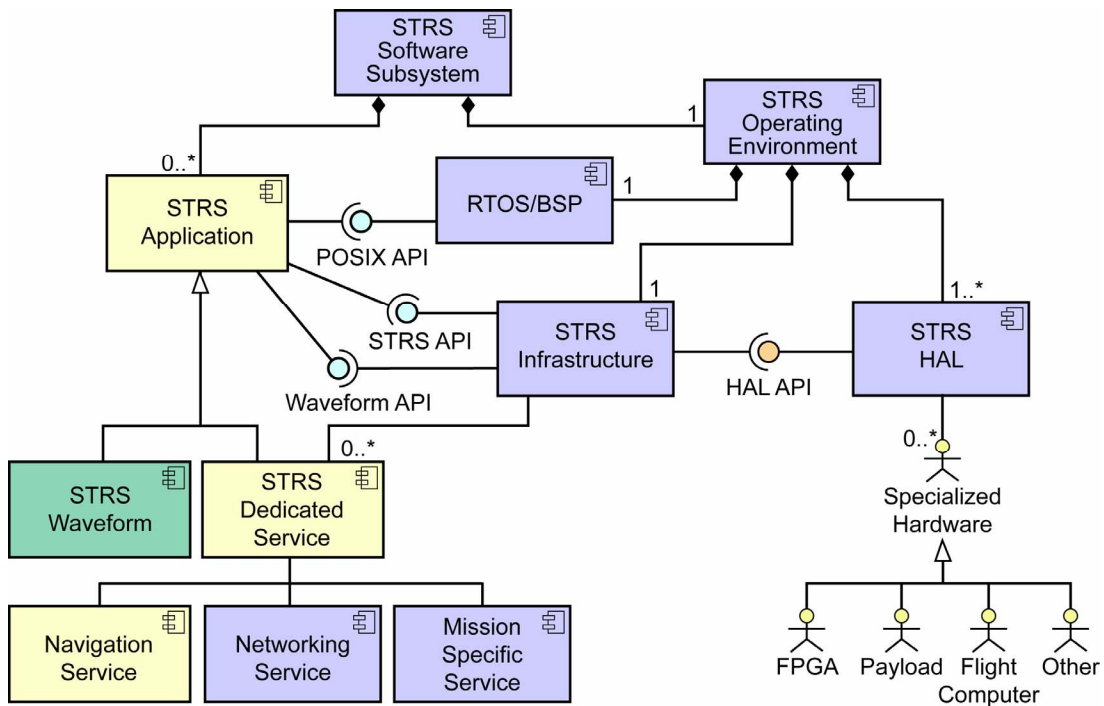 STRS
Software
Subsystem
STRS
Operating
Environment
1
0..*
STRS
Application
RTOS/BSP
1
POSIX API
STRS API
Waveform API
1
STRS
Infrastructure
HAL API
1..*
STRS
HAL
0..*
STRS
Waveform
STRS
Dedicated
Service
0..*
Specialized
Hardware
Navigation
Service
Networking
Service
Mission
Specific
Service
FPGA
Payload
Flight
Computer
Other